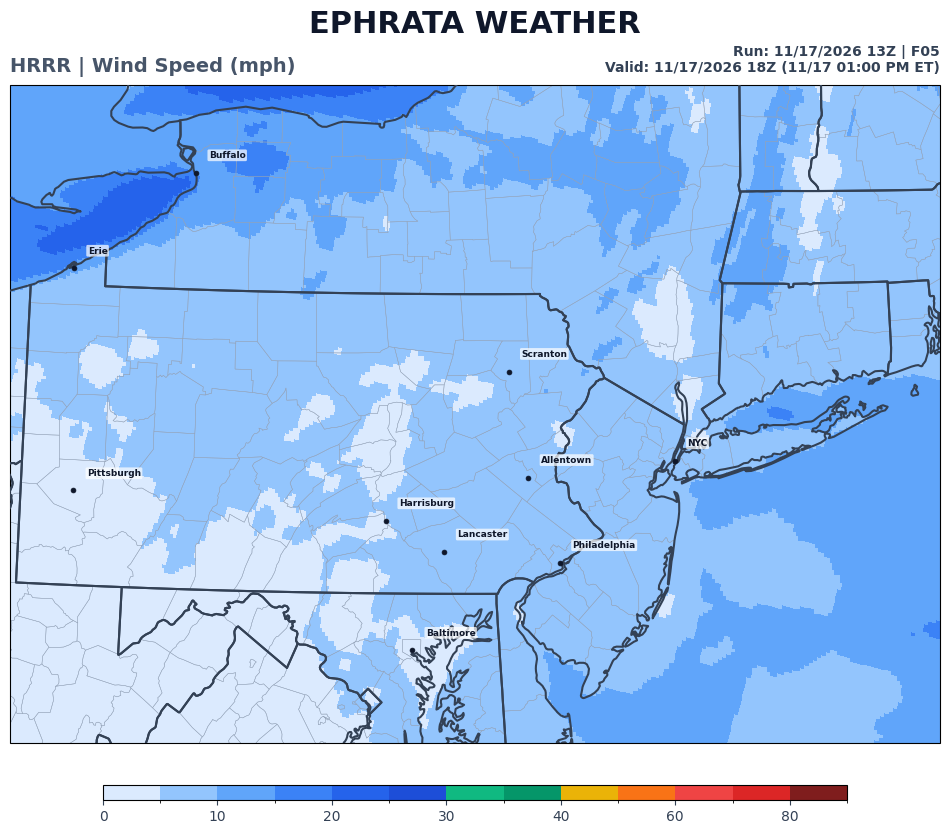 EPHRATA WEATHER
HRRR | Wind Speed (mph)
Run: 11/17/2026 13Z | F05
Valid: 11/17/2026 18Z (11/17 01:00 PM ET)
Buffalo
Erie
Scranton
NYC
Allentown
Pittsburgh
Harrisburg
Lancaster
Philadelphia
Baltimore
0 10 20 30 40 50 60 70 80